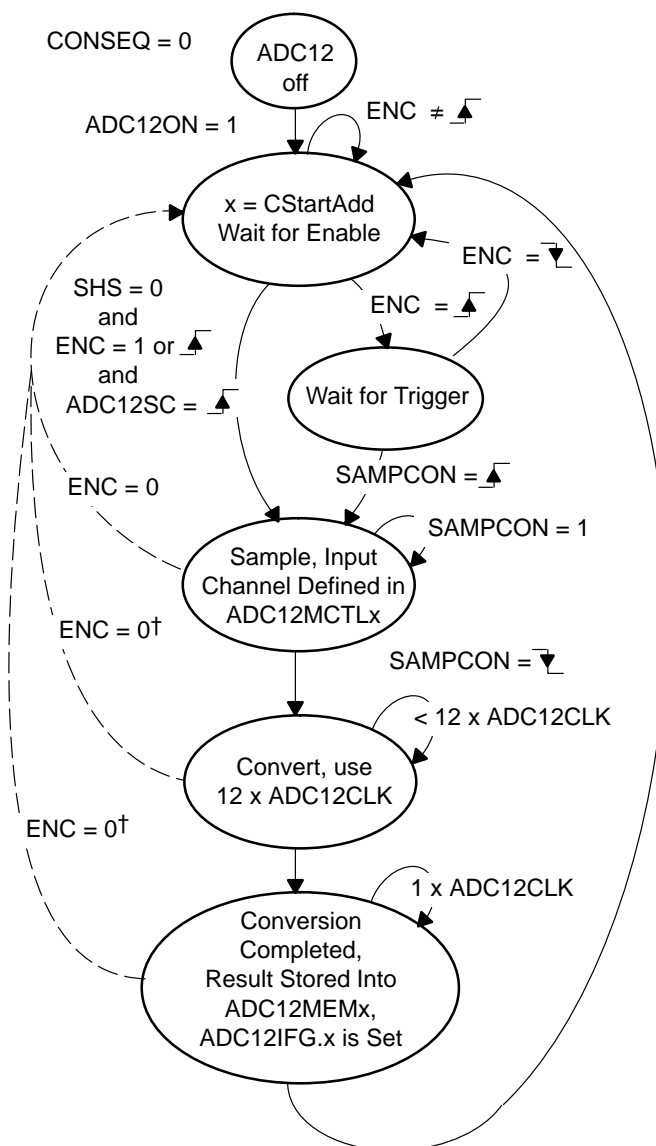 CONSEQ = 0
ADC12
off
ADC12ON = 1
ENC ≠
x = CStartAdd
Wait for Enable
ENC =
SHS = 0
and
ENC = 1 or
and
ADC12SC =
ENC =
Wait for Trigger
SAMPCON =
ENC = 0
SAMPCON = 1
Sample, Input
Channel Defined in
ADC12MCTLx
ENC = 0†
SAMPCON =
< 12 x ADC12CLK
Convert, use
12 x ADC12CLK
ENC = 0†
1 x ADC12CLK
Conversion
Completed,
Result Stored Into
ADC12MEMx,
ADC12IFG.x is Set